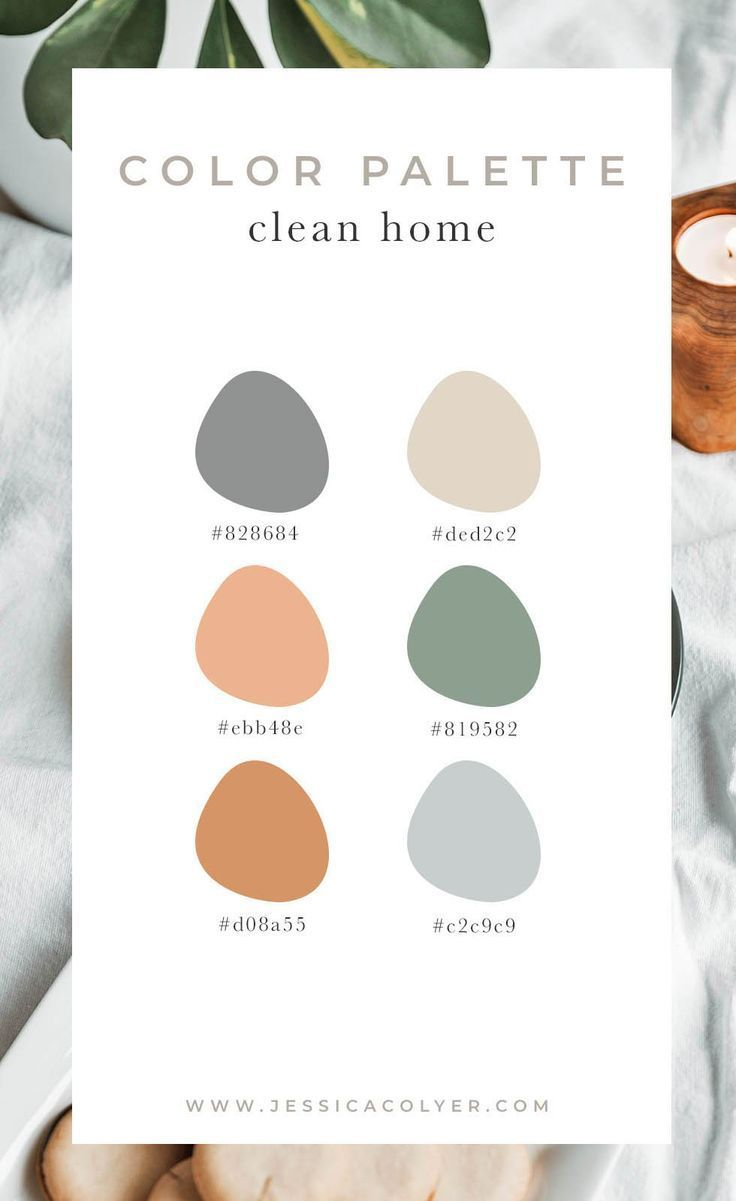 COLOR PALETTE
clean home
#828684
#ded2c2
#ebb48e
#819582
#d08a55
#c2c9c9
WWW.JESSICACOLYER.COM